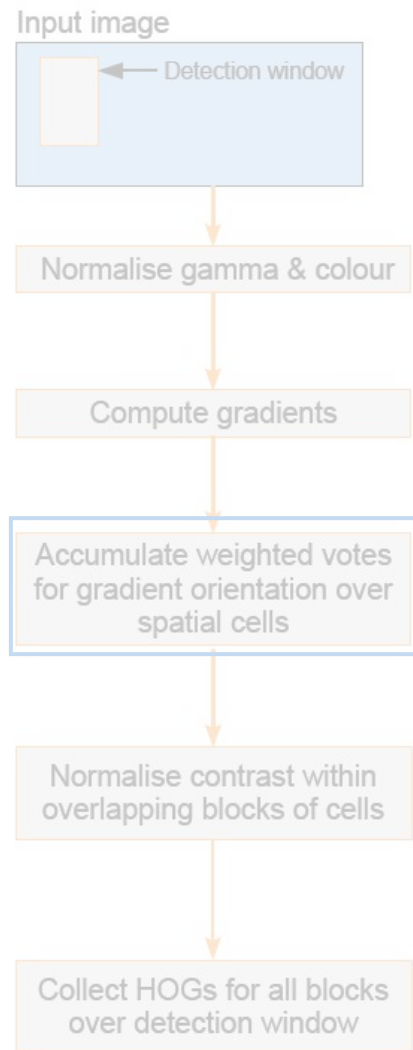 Input image
Detection window
Normalise gamma & colour
Compute gradients
Accumulate weighted votes
for gradient orientation over
spatial cells
Normalise contrast within
overlapping blocks of cells
Collect HOGs for all blocks
over detection window